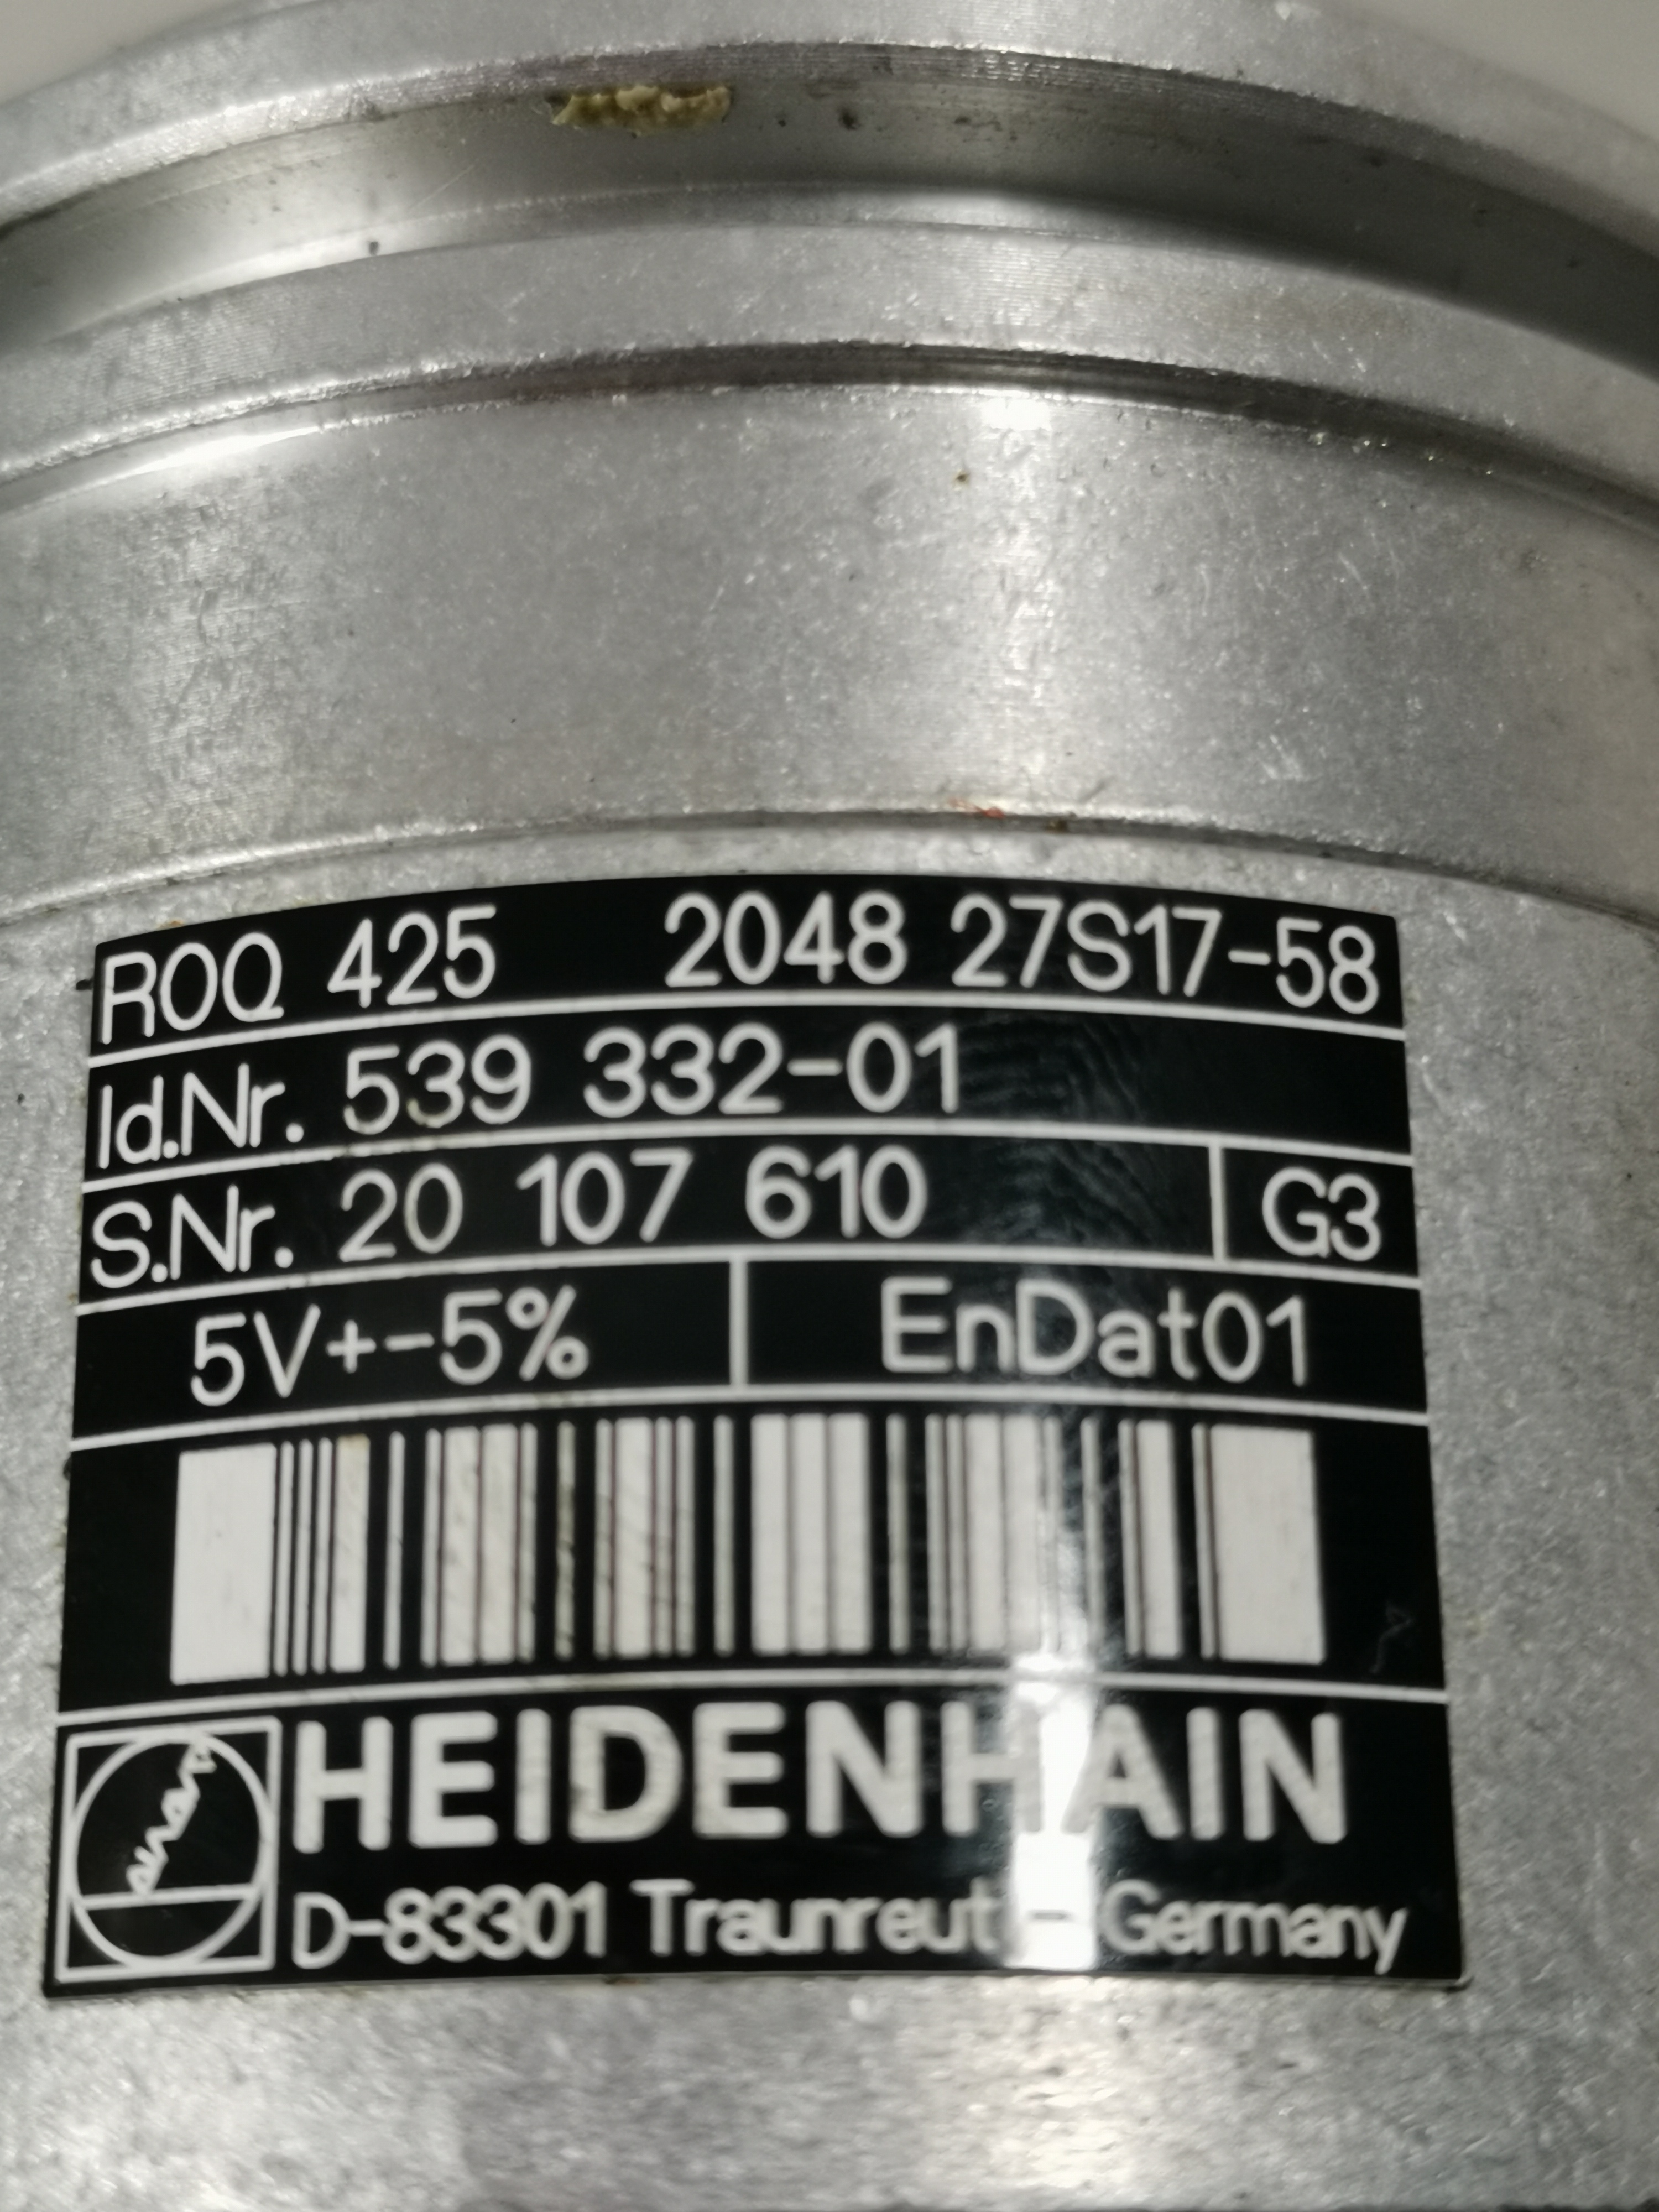 ROQ 425 2048 27S17-58
Id.Nr. 539 332-01
S.Nr. 20 107 610 G3
5V+-5% EnDat01
HEIDENHAIN
D-83301 Traunreut - Germany